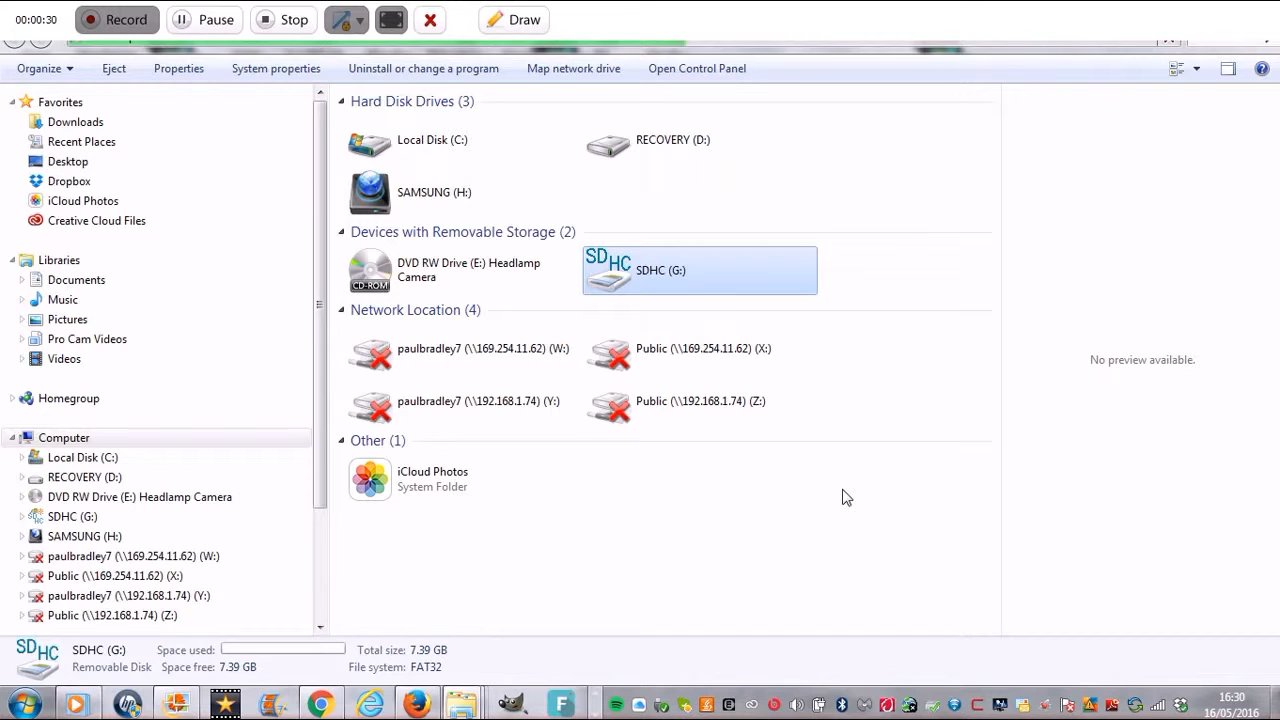 00:00:30 Record Pause Stop Draw
Organize Eject Properties System properties Uninstall or change a program Map network drive Open Control Panel
Favorites
Downloads
Recent Places
Desktop
Dropbox
iCloud Photos
Creative Cloud Files
Libraries
Documents
Music
Pictures
Pro Cam Videos
Videos
Homegroup
Computer
Local Disk (C:)
RECOVERY (D:)
DVD RW Drive (E:) Headlamp Camera
SDHC (G:)
SAMSUNG (H:)
paulbradley7 (\\169.254.11.62) (W:)
Public (\\169.254.11.62) (X:)
paulbradley7 (\\192.168.1.74) (Y:)
Public (\\192.168.1.74) (Z:)
Hard Disk Drives (3)
Local Disk (C:) RECOVERY (D:)
SAMSUNG (H:)
Devices with Removable Storage (2)
CD-ROM
DVD RW Drive (E:) Headlamp
Camera
SD HC
SDHC (G:)
Network Location (4)
paulbradley7 (\\169.254.11.62) (W:) Public (\\169.254.11.62) (X:)
paulbradley7 (\\192.168.1.74) (Y:) Public (\\192.168.1.74) (Z:)
Other (1)
iCloud Photos
System Folder
No preview available.
SD HC
SDHC (G:) Space used: Total size: 7.39 GB
Removable Disk Space free: 7.39 GB File system: FAT32
16:30
16/05/2016